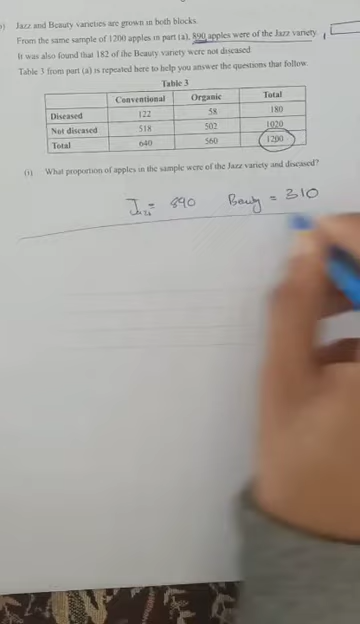 Jazz and Beauty varieties are grown in both blocks.
From the same sample of 1200 apples in part (a), 890 apples were of the Jazz variety.
It was also found that 182 of the Beauty variety were not diseased.
Table 3 from part (a) is repeated here to help you answer the questions that follow.
Table 3
Conventional Organic Total
Diseased 122 58 180
Not diseased 518 502 1020
Total 640 560 1200
(i) What proportion of apples in the sample were of the Jazz variety and diseased?
= 890 = 310